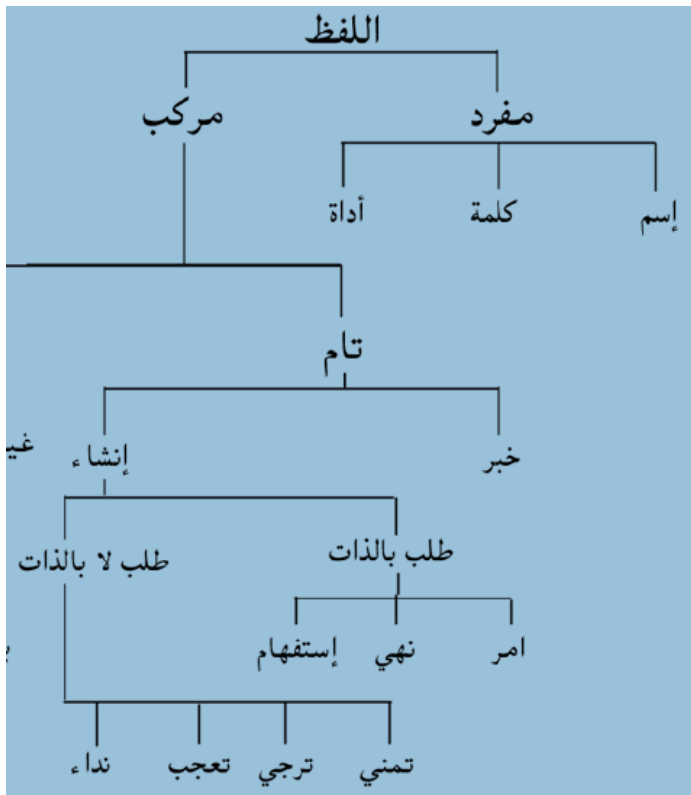 اللفظ
مفرد مركب
إسم كلمة أداة
تام
خبر إنشاء
طلب بالذات طلب لا بالذات
امر نهي إستفهام
تمني ترجي تعجب نداء